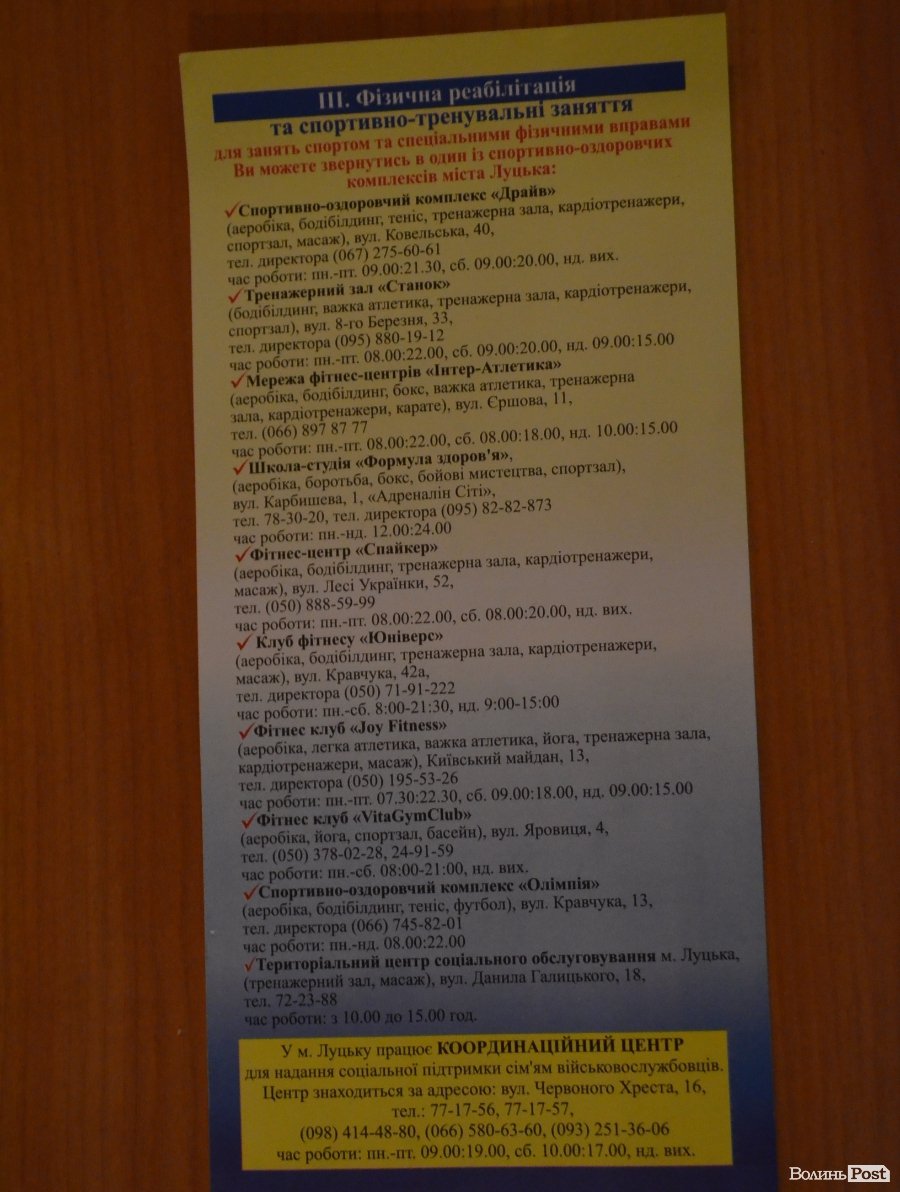 ІІІ. Фізична реабілітація
та спортивно-тренувальні заняття
для занять спортом та спеціальними фізичними вправами
Ви можете звернутись в один із спортивно-оздоровчих
комплексів міста Луцька:
✓Спортивно-оздоровчий комплекс «Драйв»
(аеробіка, бодібілдинг, теніс, тренажерна зала, кардіотренажери,
спортзал, масаж), вул. Ковельська, 40,
тел. директора (067) 275-60-61
час роботи: пн.-пт. 09.00:21.30, сб. 09.00:20.00, нд. вих.
✓Тренажерний зал «Станок»
(бодібілдинг, важка атлетика, тренажерна зала, кардіотренажери,
спортзал), вул. 8-го Березня, 33,
тел. директора (095) 880-19-12
час роботи: пн.-пт. 08.00:22.00, сб. 09.00:20.00, нд. 09.00:15.00
✓Мережа фітнес-центрів «Інтер-Атлетика»
(аеробіка, бодібілдинг, бокс, важка атлетика, тренажерна
зала, кардіотренажери, карате), вул. Єршова, 11,
тел. (066) 897 87 77
час роботи: пн.-пт. 08.00:22.00, сб. 08.00:18.00, нд. 10.00:15.00
✓Школа-студія «Формула здоров'я»,
(аеробіка, боротьба, бокс, бойові мистецтва, спортзал),
вул. Карбишева, 1, «Адреналін Сіті»,
тел. 78-30-20, тел. директора (095) 82-82-873
час роботи: пн.-нд. 12.00:24.00
✓Фітнес-центр «Спайкер»
(аеробіка, бодібілдинг, тренажерна зала, кардіотренажери,
масаж), вул. Лесі Українки, 52,
тел. (050) 888-59-99
час роботи: пн.-пт. 08.00:22.00, сб. 08.00:20.00, нд. вих.
✓ Клуб фітнесу «Юніверс»
(аеробіка, бодібілдинг, тренажерна зала, кардіотренажери,
масаж), вул. Кравчука, 42а,
тел. директора (050) 71-91-222
час роботи: пн.-сб. 8:00-21:30, нд. 9:00-15:00
✓Фітнес клуб «Joy Fitness»
(аеробіка, легка атлетика, важка атлетика, йога, тренажерна зала,
кардіотренажери, масаж), Київський майдан, 13,
тел. директора (050) 195-53-26
час роботи: пн.-пт. 07.30:22.30, сб. 09.00:18.00, нд. 09.00:15.00
✓Фітнес клуб «VitaGymClub»
(аеробіка, йога, спортзал, басейн), вул. Яровиця, 4,
тел. (050) 378-02-28, 24-91-59
час роботи: пн.-сб. 08:00-21:00, нд. вих.
✓Спортивно-оздоровчий комплекс «Олімпія»
(аеробіка, бодібілдинг, теніс, футбол), вул. Кравчука, 13,
тел. директора (066) 745-82-01
час роботи: пн.-нд. 08.00:22.00
✓Територіальний центр соціального обслуговування м. Луцька,
(тренажерний зал, масаж), вул. Данила Галицького, 18,
тел. 72-23-88
час роботи: з 10.00 до 15.00 год.
У м. Луцьку працює КООРДИНАЦІЙНИЙ ЦЕНТР
для надання соціальної підтримки сім'ям військовослужбовців.
Центр знаходиться за адресою: вул. Червоного Хреста, 16,
тел.: 77-17-56, 77-17-57,
(098) 414-48-80, (066) 580-63-60, (093) 251-36-06
час роботи: пн.-пт. 09.00:19.00, сб. 10.00:17.00, нд. вих.
Волинь Post